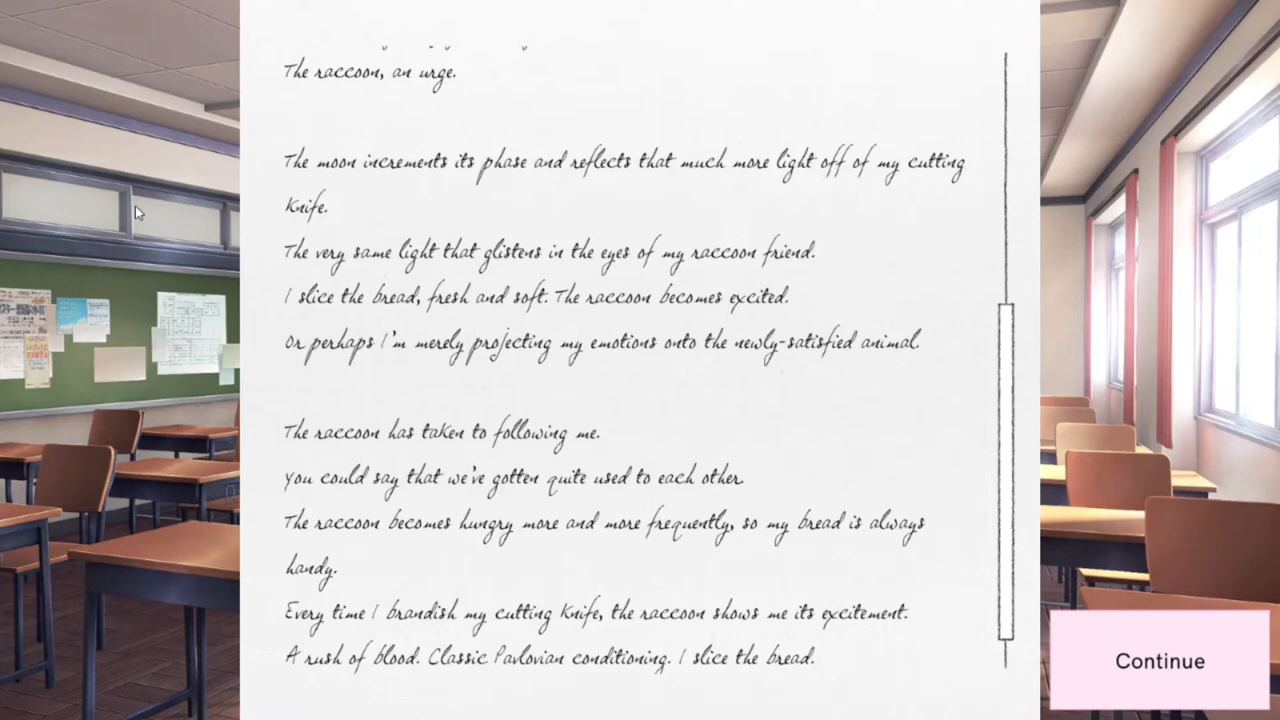 The raccoon, an urge.
The moon increments its phase and reflects that much more light off of my cutting
knife.
The very same light that glistens in the eyes of my raccoon friend.
I slice the bread, fresh and soft. The raccoon becomes excited.
Or perhaps I'm merely projecting my emotions onto the newly-satisfied animal.
The raccoon has taken to following me.
You could say that we've gotten quite used to each other.
The raccoon becomes hungry more and more frequently, so my bread is always
handy.
Every time I brandish my cutting knife, the raccoon shows me its excitement.
A rush of blood. Classic Pavlovian conditioning. I slice the bread.
Continue